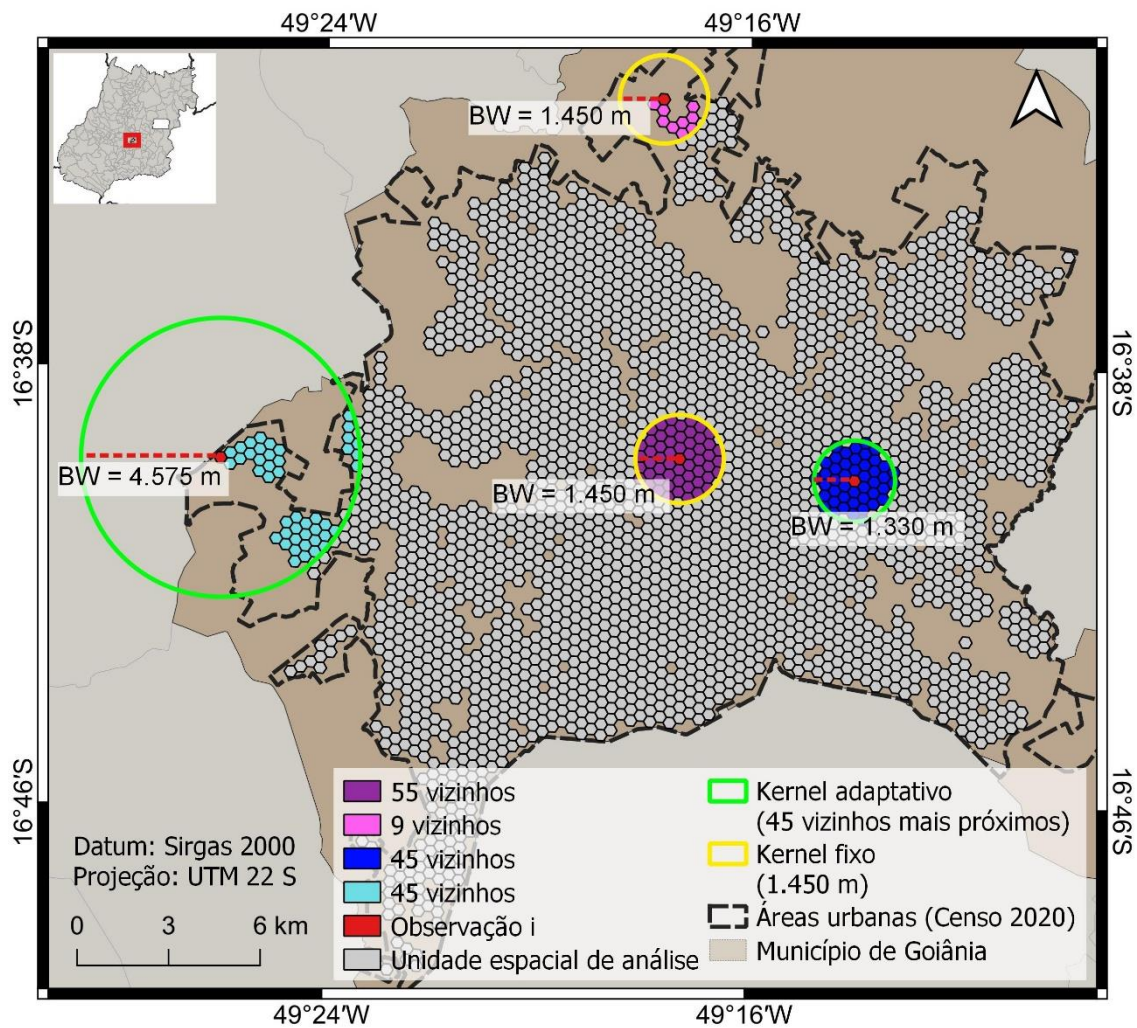 49°24'W
49°16'W
BW = 1.450 m
16°38'S
16°38'S
BW = 4.575 m
BW = 1.450 m
BW = 1.330 m
16°46'S
16°46'S
Datum: Sirgas 2000
Projeção: UTM 22 S
0 3 6 km
55 vizinhos
9 vizinhos
45 vizinhos
45 vizinhos
Observação i
Unidade espacial de análise
Kernel adaptativo
(45 vizinhos mais próximos)
Kernel fixo
(1.450 m)
Áreas urbanas (Censo 2020)
Município de Goiânia
49°24'W
49°16'W